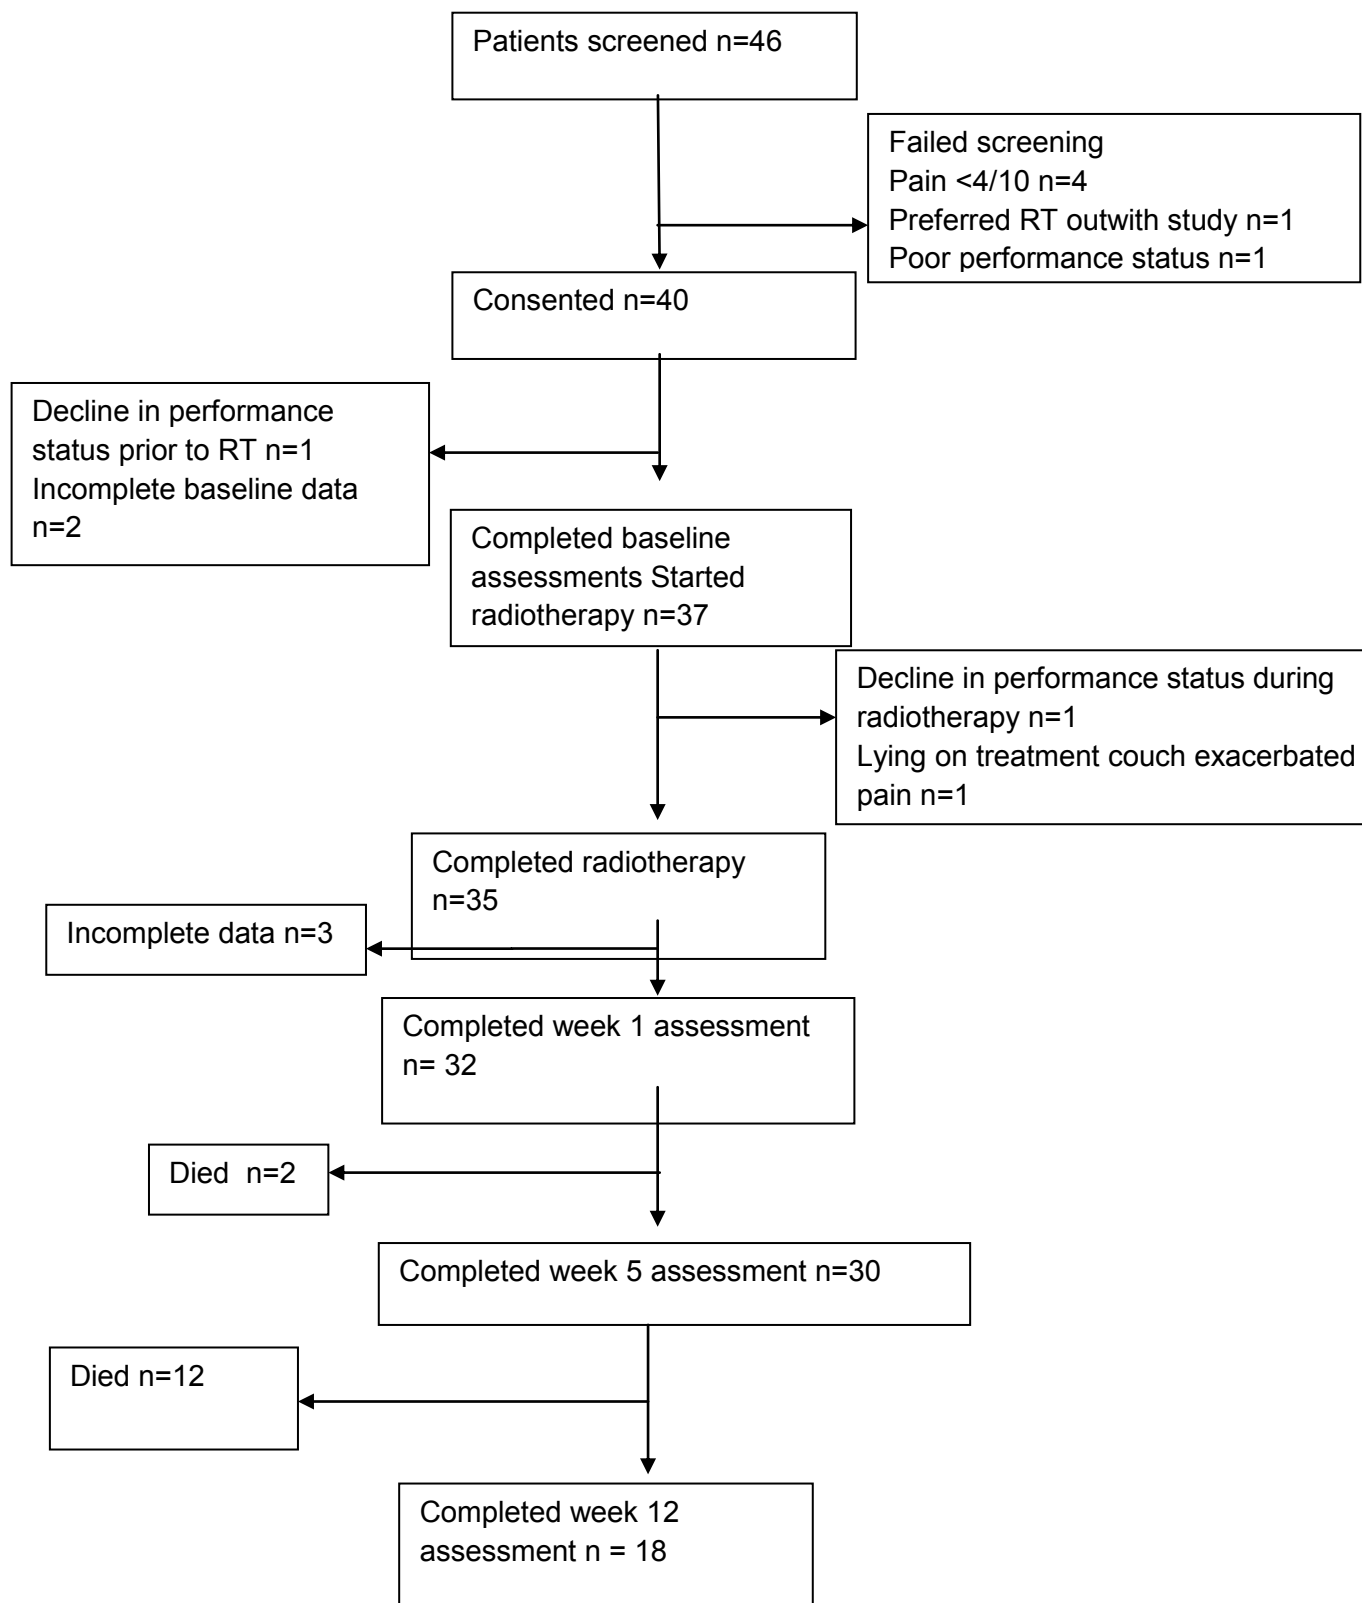 Patients screened n=46
Failed screening
Pain <4/10 n=4
Preferred RT outwith study n=1
Poor performance status n=1
Consented n=40
Decline in performance
status prior to RT n=1
Incomplete baseline data
n=2
Completed baseline
assessments Started
radiotherapy n=37
Decline in performance status during
radiotherapy n=1
Lying on treatment couch exacerbated
pain n=1
Completed radiotherapy
n=35
Incomplete data n=3
Completed week 1 assessment
n= 32
Died  n=2
Completed week 5 assessment n=30
Died n=12
Completed week 12
assessment n = 18